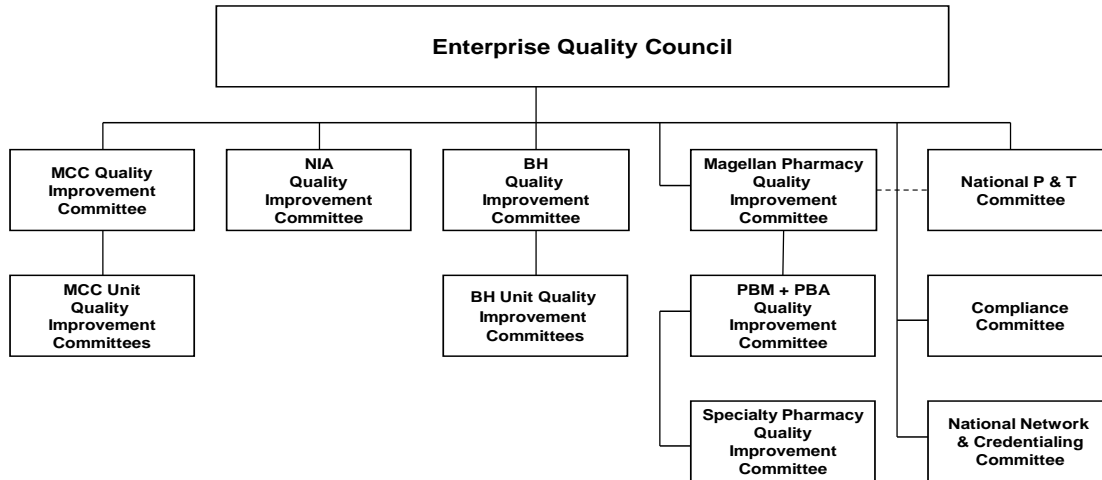 Enterprise Quality Council
MCC Quality
Improvement
Committee
NIA
Quality
Improvement
Committee
BH
Quality
Improvement
Committee
Magellan Pharmacy
Quality
Improvement
Committee
National P & T
Committee
MCC Unit
Quality
Improvement
Committees
BH Unit Quality
Improvement
Committees
PBM + PBA
Quality
Improvement
Committee
Compliance
Committee
Specialty Pharmacy
Quality
Improvement
Committee
National Network
& Credentialing
Committee